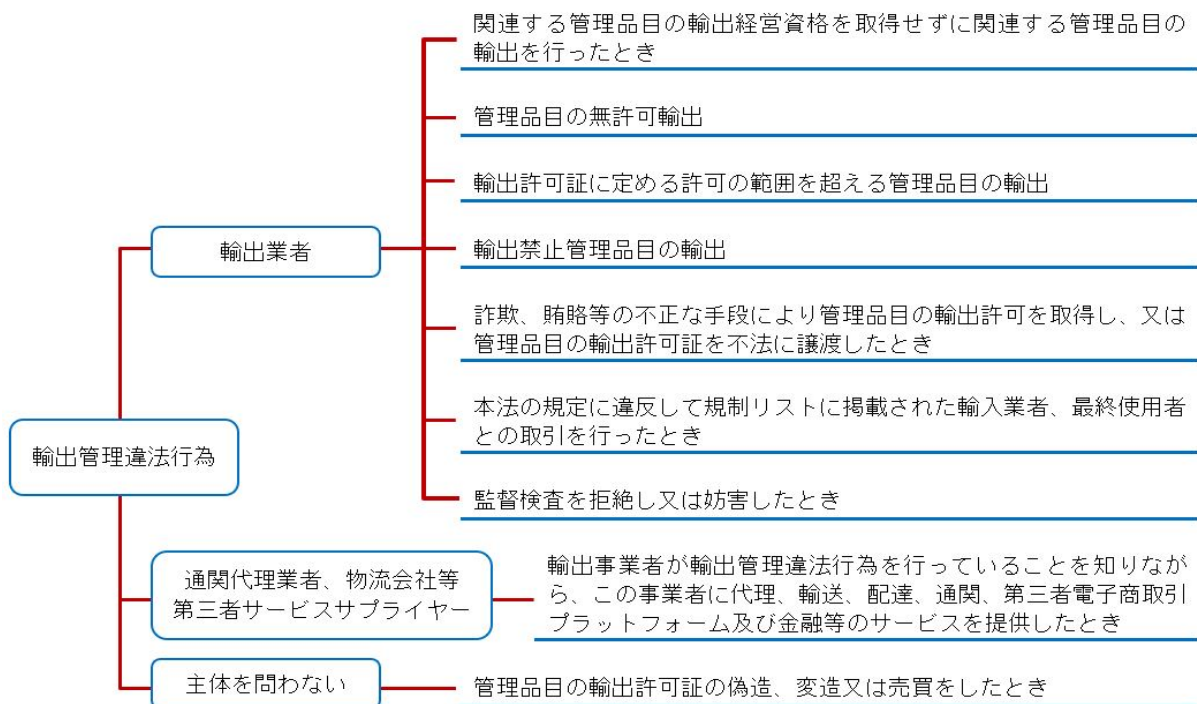 関連する管理品目の輸出経営資格を取得せずに関連する管理品目の
輸出を行ったとき
管理品目の無許可輸出
輸出許可証に定める許可の範囲を超える管理品目の輸出
輸出業者
輸出禁止管理品目の輸出
詐欺、賄賂等の不正な手段により管理品目の輸出許可を取得し、又は
管理品目の輸出許可証を不法に譲渡したとき
本法の規定に違反して規制リストに掲載された輸入業者、最終使用者
との取引を行ったとき
輸出管理違法行為
監督検査を拒絶し又は妨害したとき
通関代理業者、物流会社等
第三者サービスサプライヤー
輸出事業者が輸出管理違法行為を行っていることを知りなが
ら、この事業者に代理、輸送、配達、通関、第三者電子商取引
プラットフォーム及び金融等のサービスを提供したとき
主体を問わない
管理品目の輸出許可証の偽造、変造又は売買をしたとき